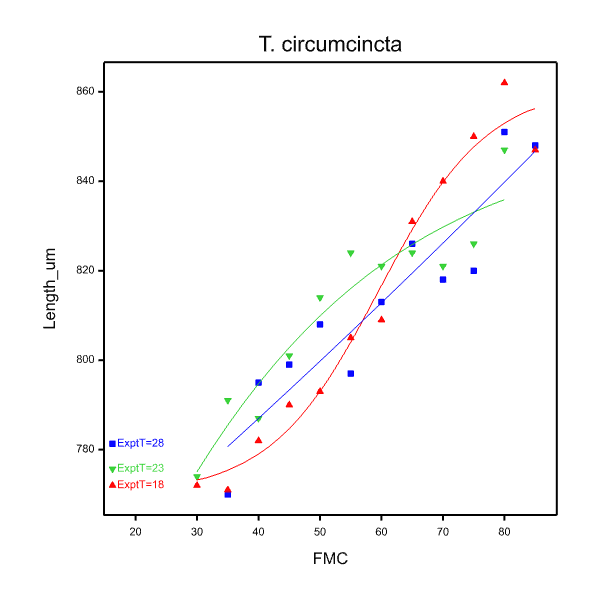 T. circumcincta
860
840
820
800
780
Length_um
ExptT=28
ExptT=23
ExptT=18
20 30 40 50 60 70 80
FMC